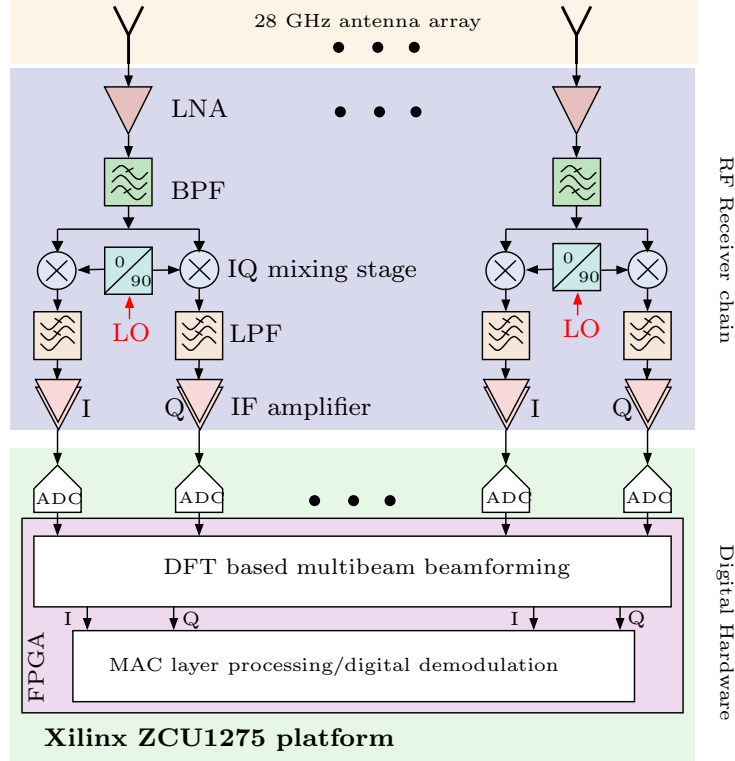 28 GHz antenna array
LNA
BPF
0
90
IQ mixing stage
0
90
LO
LPF
LO
I
Q
IF amplifier
I
Q
ADC
ADC
ADC
ADC
DFT based multibeam beamforming
I
Q
I
Q
MAC layer processing/digital demodulation
FPGA
Xilinx ZCU1275 platform
RF Receiver chain
Digital Hardware